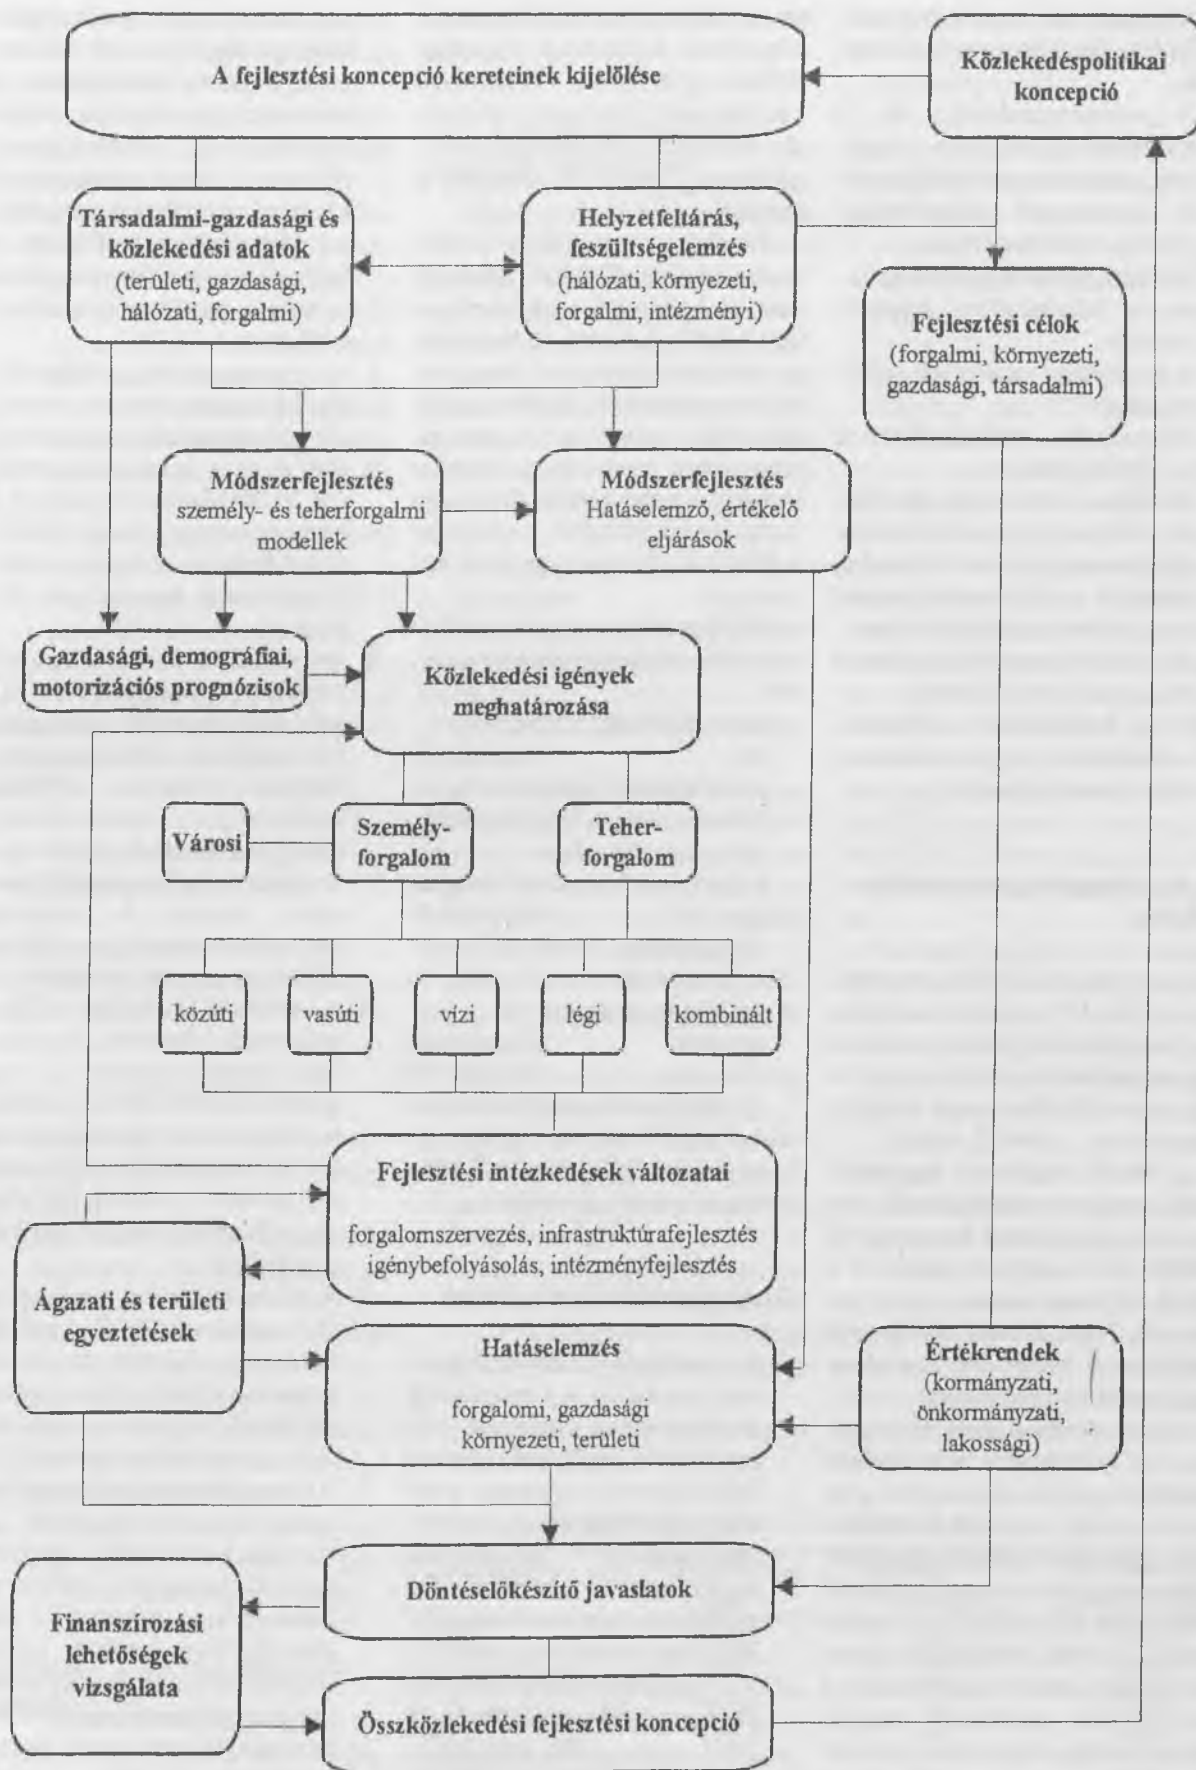 A fejlesztési koncepció kereteinek kijelölése
Közlekedéspolitikai
koncepció
Társadalmi-gazdasági és
közlekedési adatok
(területi, gazdasági,
hálózati, forgalmi)
Helyzetfeltárás,
feszültségelemzés
(hálózati, környezeti,
forgalmi, intézményi)
Fejlesztési célok
(forgalmi, környezeti,
gazdasági, társadalmi)
Módszerfejlesztés
személy- és teherforgalmi
modellek
Módszerfejlesztés
Hatáselemző, értékelő
eljárások
Gazdasági, demográfiai,
motorizációs prognózisok
Közlekedési igények
meghatározása
Városi
Személy-
forgalom
Teher-
forgalom
közúti
vasúti
vízi
légi
kombinált
Fejlesztési intézkedések változatai
forgalomszervezés, infrastruktúrafejlesztés
igénybefolyásolás, intézményfejlesztés
Ágazati és területi
egyeztetések
Hatáselemzés
forgalomi, gazdasági
környezeti, területi
Értékrendek
(kormányzati,
önkormányzati,
lakossági)
Döntéselőkészítő javaslatok
Finanszírozási
lehetőségek
vizsgálata
Összközlekedési fejlesztési koncepció